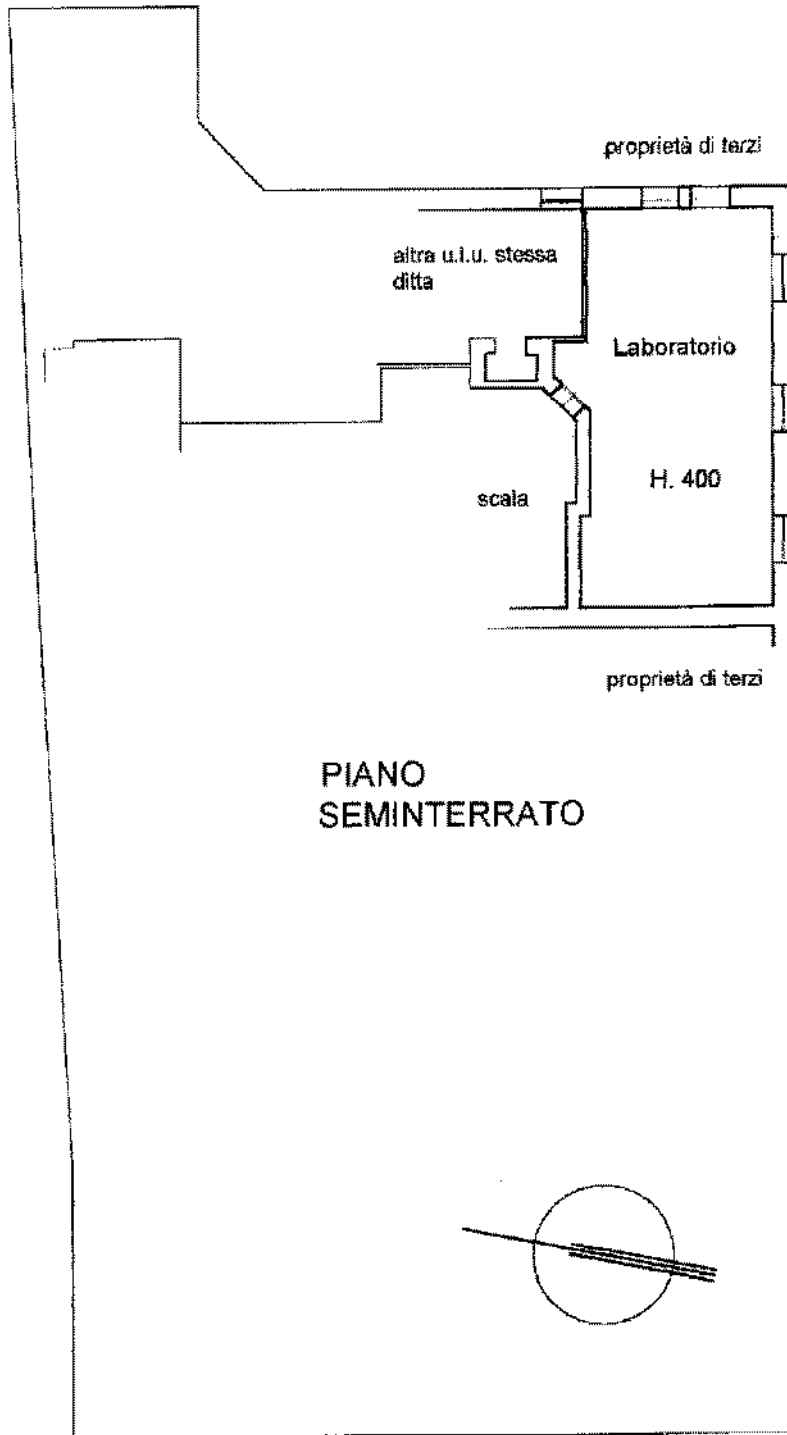 proprietà di terzi
altra u.i.u. stessa
ditta
Laboratorio
H. 400
scala
proprietà di terzi
PIANO
SEMINTERRATO